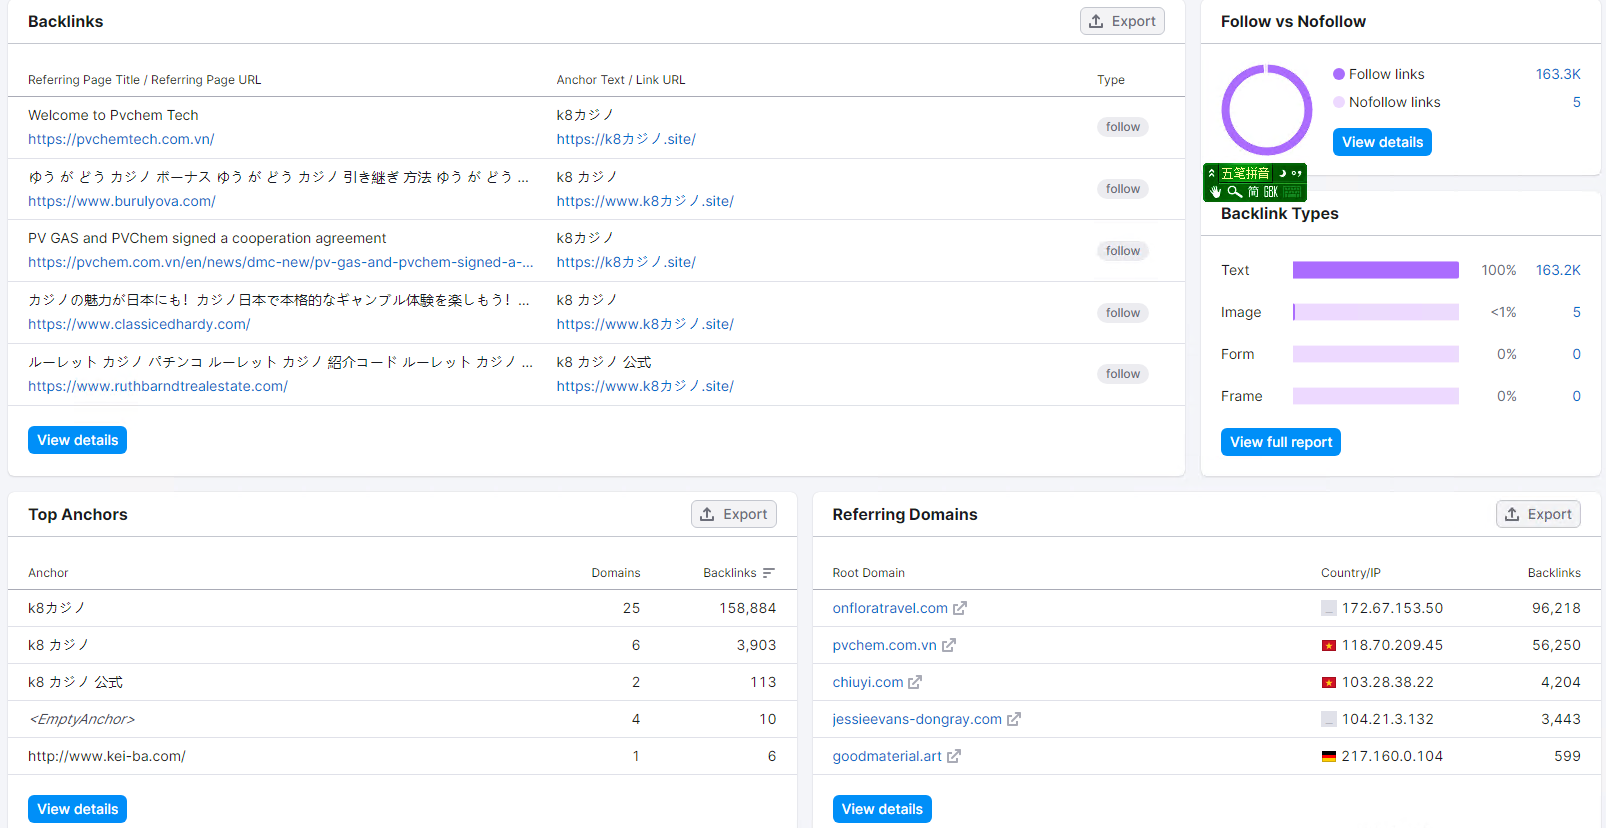 Backlinks
Export
Referring Page Title / Referring Page URL Anchor Text / Link URL Type
Welcome to Pvchem Tech k8カジノ
https://pvchemtech.com.vn/ https://k8カジノ.site/
follow
ゆう が どう カジノ ボーナス ゆう が どう カジノ 引き継ぎ 方法 ゆう が どう ... k8 カジノ
https://www.burulyova.com/ https://www.k8カジノ.site/
follow
PV GAS and PVChem signed a cooperation agreement k8カジノ
https://pvchem.com.vn/en/news/dmc-new/pv-gas-and-pvchem-signed-a-... https://k8カジノ.site/
follow
カジノの魅力が日本にも！カジノ日本で本格的なギャンブル体験を楽しもう！... k8 カジノ
https://www.classicedhardy.com/ https://www.k8カジノ.site/
follow
ルーレット カジノ パチンコ ルーレット カジノ 紹介コード ルーレット カジノ ... k8 カジノ 公式
https://www.ruthbarndtrealestate.com/ https://www.k8カジノ.site/
follow
View details
Follow vs Nofollow
Follow links 163.3K
Nofollow links 5
View details
五笔拼音
简 GBK
Backlink Types
Text 100% 163.2K
Image <1% 5
Form 0% 0
Frame 0% 0
View full report
Top Anchors
Export
Anchor Domains Backlinks
k8カジノ 25 158,884
k8 カジノ 6 3,903
k8 カジノ 公式 2 113
<EmptyAnchor> 4 10
http://www.kei-ba.com/ 1 6
View details
Referring Domains
Export
Root Domain Country/IP Backlinks
onfloratravel.com 172.67.153.50 96,218
pvchem.com.vn 118.70.209.45 56,250
chiuyi.com 103.28.38.22 4,204
jessieevans-dongray.com 104.21.3.132 3,443
goodmaterial.art 217.160.0.104 599
View details